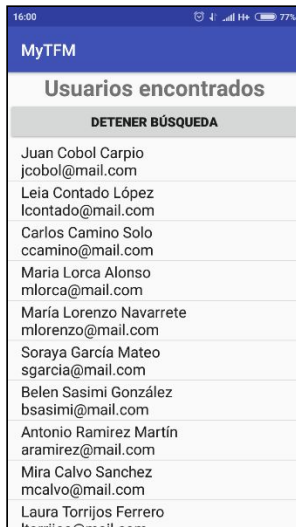 16:00 H+ 77%
MyTFM
Usuarios encontrados
DETENER BÚSQUEDA
Juan Cobol Carpio
jcobol@mail.com
Leia Contado López
lcontado@mail.com
Carlos Camino Solo
ccamino@mail.com
Maria Lorca Alonso
mlorca@mail.com
María Lorenzo Navarrete
mlorenzo@mail.com
Soraya García Mateo
sgarcia@mail.com
Belen Sasimi González
bsasimi@mail.com
Antonio Ramirez Martín
aramirez@mail.com
Mira Calvo Sanchez
mcalvo@mail.com
Laura Torrijos Ferrero